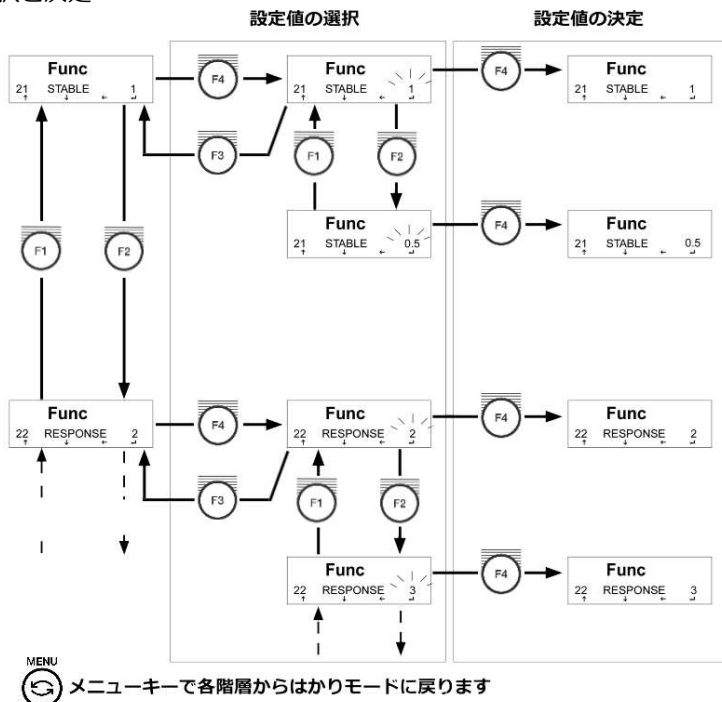 設定値の選択 設定値の決定
Func F4 Func F4 Func
21 STABLE 1 21 STABLE 1 21 STABLE 1
↑ ↓ ← ↵ ↑ ↓ ← ↵ ↑ ↓ ← ↵
F3 F1 F2
Func F4 Func
21 STABLE 0.5 21 STABLE 0.5
↑ ↓ ← ↵ ↑ ↓ ← ↵
F1 F2
Func F4 Func F4 Func
22 RESPONSE 2 22 RESPONSE 2 22 RESPONSE 2
↑ ↓ ← ↵ ↑ ↓ ← ↵ ↑ ↓ ← ↵
F3 F1 F2
Func F4 Func
22 RESPONSE 3 22 RESPONSE 3
↑ ↓ ← ↵ ↑ ↓ ← ↵
MENU
メニューキーで各階層からはかりモードに戻ります